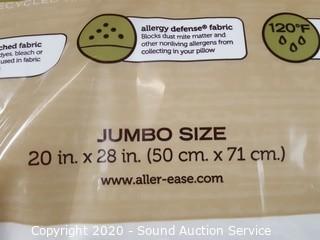 RECYCLED
allergy defense® fabric
Blocks dust mite matter and
other nonliving allergens from
collecting in your pillow
ched fabric
dyes, bleach or
used in fabric
120°F
JUMBO SIZE
20 in. x 28 in. (50 cm. x 71 cm.)
www.aller-ease.com
Copyright 2020 - Sound Auction Service